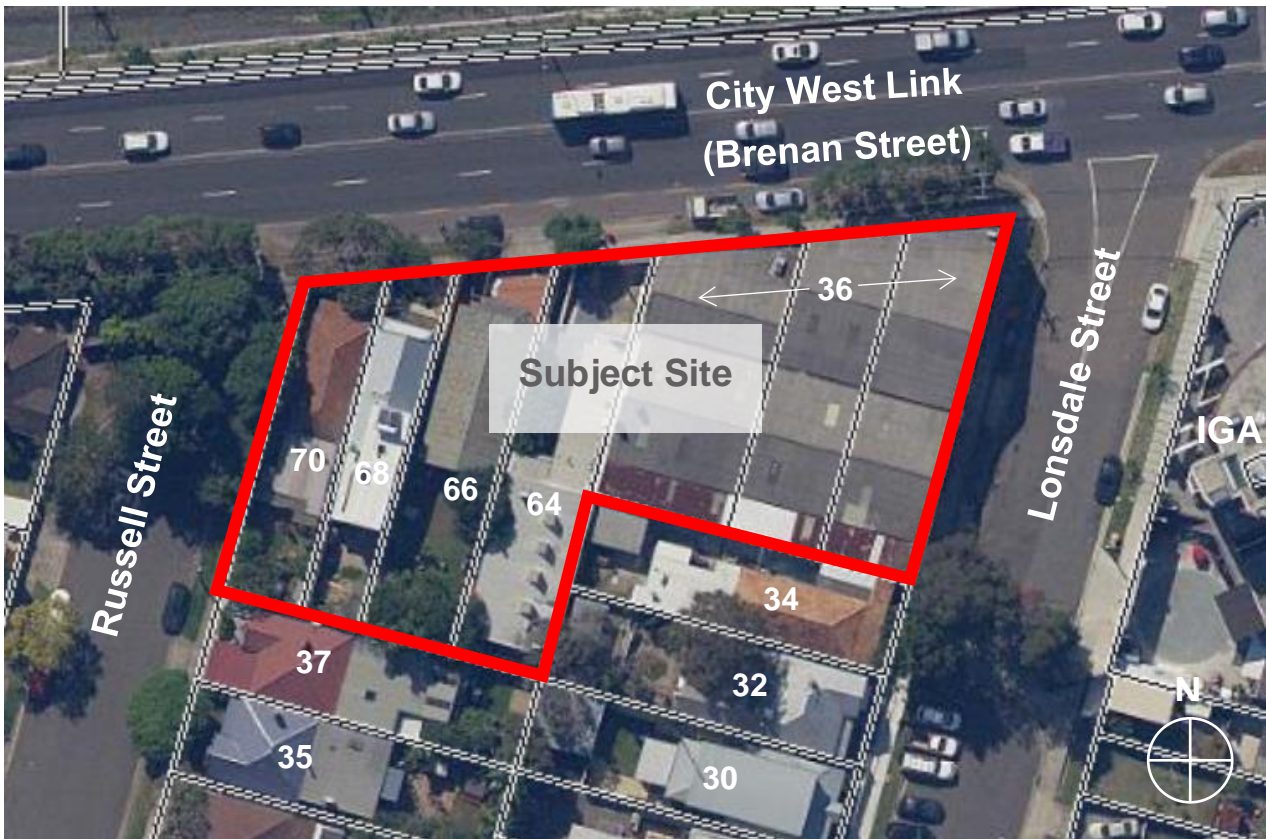 City West Link
(Brenan Street)
36
Subject Site
Lonsdale Street
IGA
Russell Street
70
68
66
64
34
37
32
N
35
30